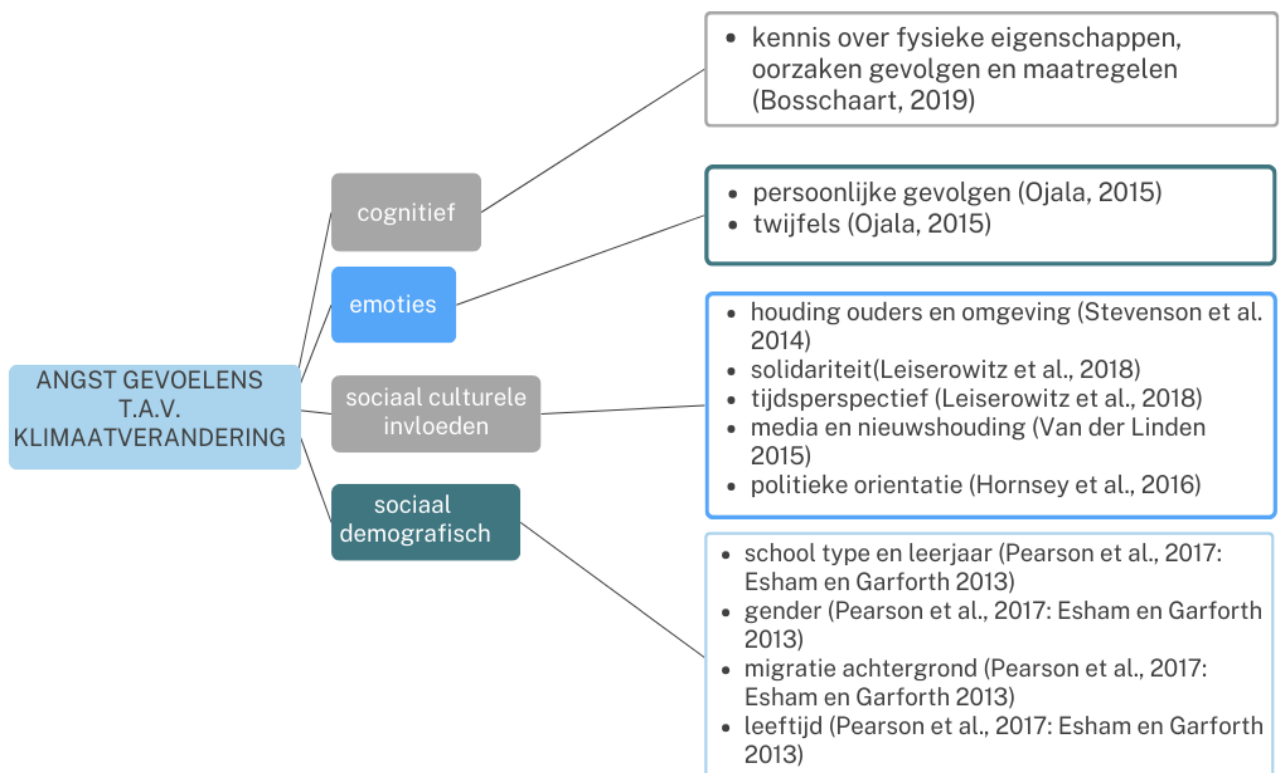 ANGST GEVOELENS
T.A.V.
KLIMAATVERANDERING
cognitief
emoties
sociaal culturele
invloeden
sociaal
demografisch
• kennis over fysieke eigenschappen,
oorzaken gevolgen en maatregelen
(Bosschaart, 2019)
• persoonlijke gevolgen (Ojala, 2015)
• twijfels (Ojala, 2015)
• houding ouders en omgeving (Stevenson et al.
2014)
• solidariteit(Leiserowitz et al., 2018)
• tijdsperspectief (Leiserowitz et al., 2018)
• media en nieuwshouding (Van der Linden
2015)
• politieke orientatie (Hornsey et al., 2016)
• school type en leerjaar (Pearson et al., 2017:
Esham en Garforth 2013)
• gender (Pearson et al., 2017: Esham en Garforth
2013)
• migratie achtergrond (Pearson et al., 2017:
Esham en Garforth 2013)
• leeftijd (Pearson et al., 2017: Esham en Garforth
2013)